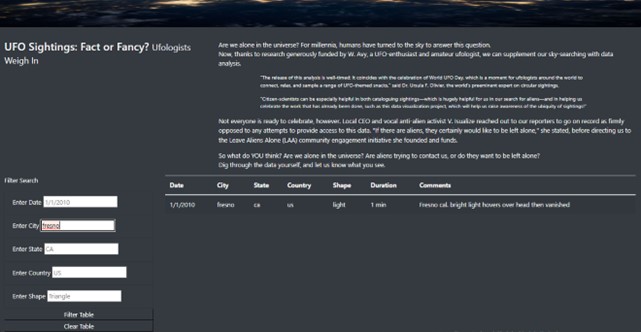 UFO Sightings: Fact or Fancy? Ufologists
Weigh In
Are we alone in the universe? For millennia, humans have turned to the sky to answer this question.
Now, thanks to research generously funded by W. Avy, a UFO-enthusiast and amateur ufologist, we can supplement our sky-searching with data
analysis.
"The release of this analysis is well-timed: It coincides with the celebration of World UFO Day, which is a moment for ufologists around the world to
connect, relax, and sample a range of UFO-themed snacks," said Dr. Ursula F. Olivier, the world's preeminent expert on circular sightings.
"Citizen scientists can be especially helpful in both cataloguing sightings—which is hugely helpful for us in our search for aliens—and in helping us
celebrate the work that has already been done, such as this data visualization project, which will help us raise awareness of the ubiquity of sightings!"
Not everyone is ready to celebrate, however. Local CEO and vocal anti-alien activist V. Isualize reached out to our reporters to go on record as firmly
opposed to any attempts to provide access to this data. "If there are aliens, they certainly would like to be left alone," she stated, before directing us to
the Leave Aliens Alone (LAA) community engagement initiative she founded and funds.
So what do YOU think? Are we alone in the universe? Are aliens trying to contact us, or do they want to be left alone?
Dig through the data yourself, and let us know what you see.
Filter Search
Enter Date 1/1/2010
Enter City fresno
Enter State CA
Enter Country US
Enter Shape Triangle
Filter Table
Clear Table
Date City State Country Shape Duration Comments
1/1/2010 fresno ca us light 1 min Fresno cal. bright light hovers over head then vanished